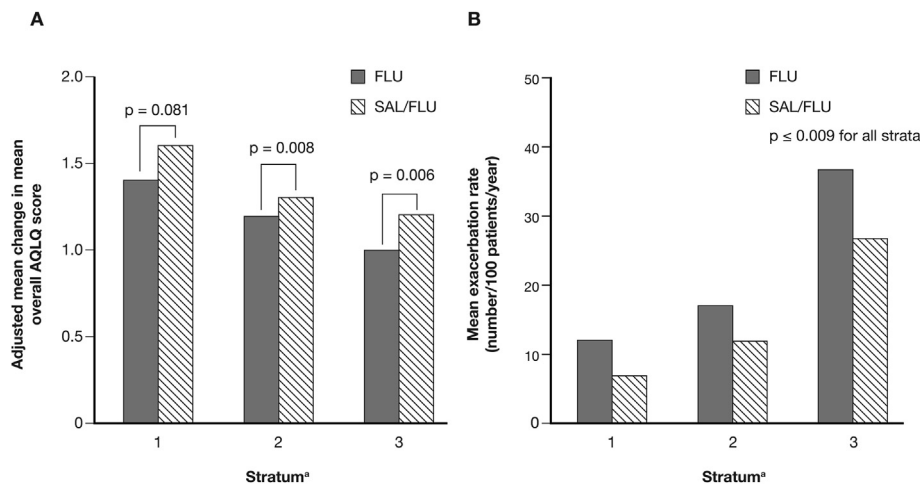 A
Adjusted mean change in mean
overall AQLQ score
2.0
1.5
1.0
0.5
0
FLU
SAL/FLU
p = 0.081
p = 0.008
p = 0.006
1
2
3
Stratumᵃ
B
Mean exacerbation rate
(number/100 patients/year)
50
40
30
20
10
0
FLU
SAL/FLU
p ≤ 0.009 for all strata
1
2
3
Stratumᵃ